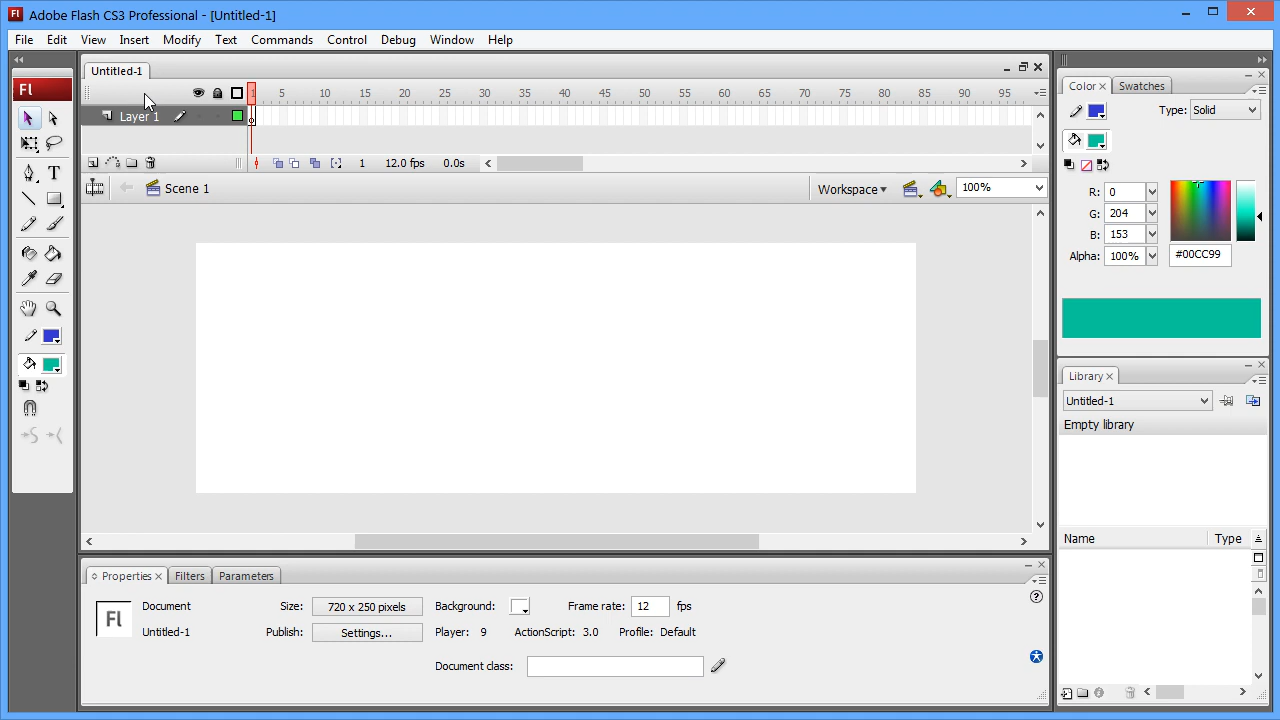 Fl Adobe Flash CS3 Professional - [Untitled-1]
File Edit View Insert Modify Text Commands Control Debug Window Help
Untitled-1
Fl
1 5 10 15 20 25 30 35 40 45 50 55 60 65 70 75 80 85 90 95
Layer 1
1 12.0 fps 0.0s
Scene 1 Workspace 100%
Color Swatches
Type: Solid
R: 0
G: 204
B: 153
Alpha: 100% #00CC99
Library
Untitled-1
Empty library
Name Type
Properties Filters Parameters
Fl
Document Size: 720 x 250 pixels Background: Frame rate: 12 fps
Untitled-1 Publish: Settings... Player: 9 ActionScript: 3.0 Profile: Default
Document class: